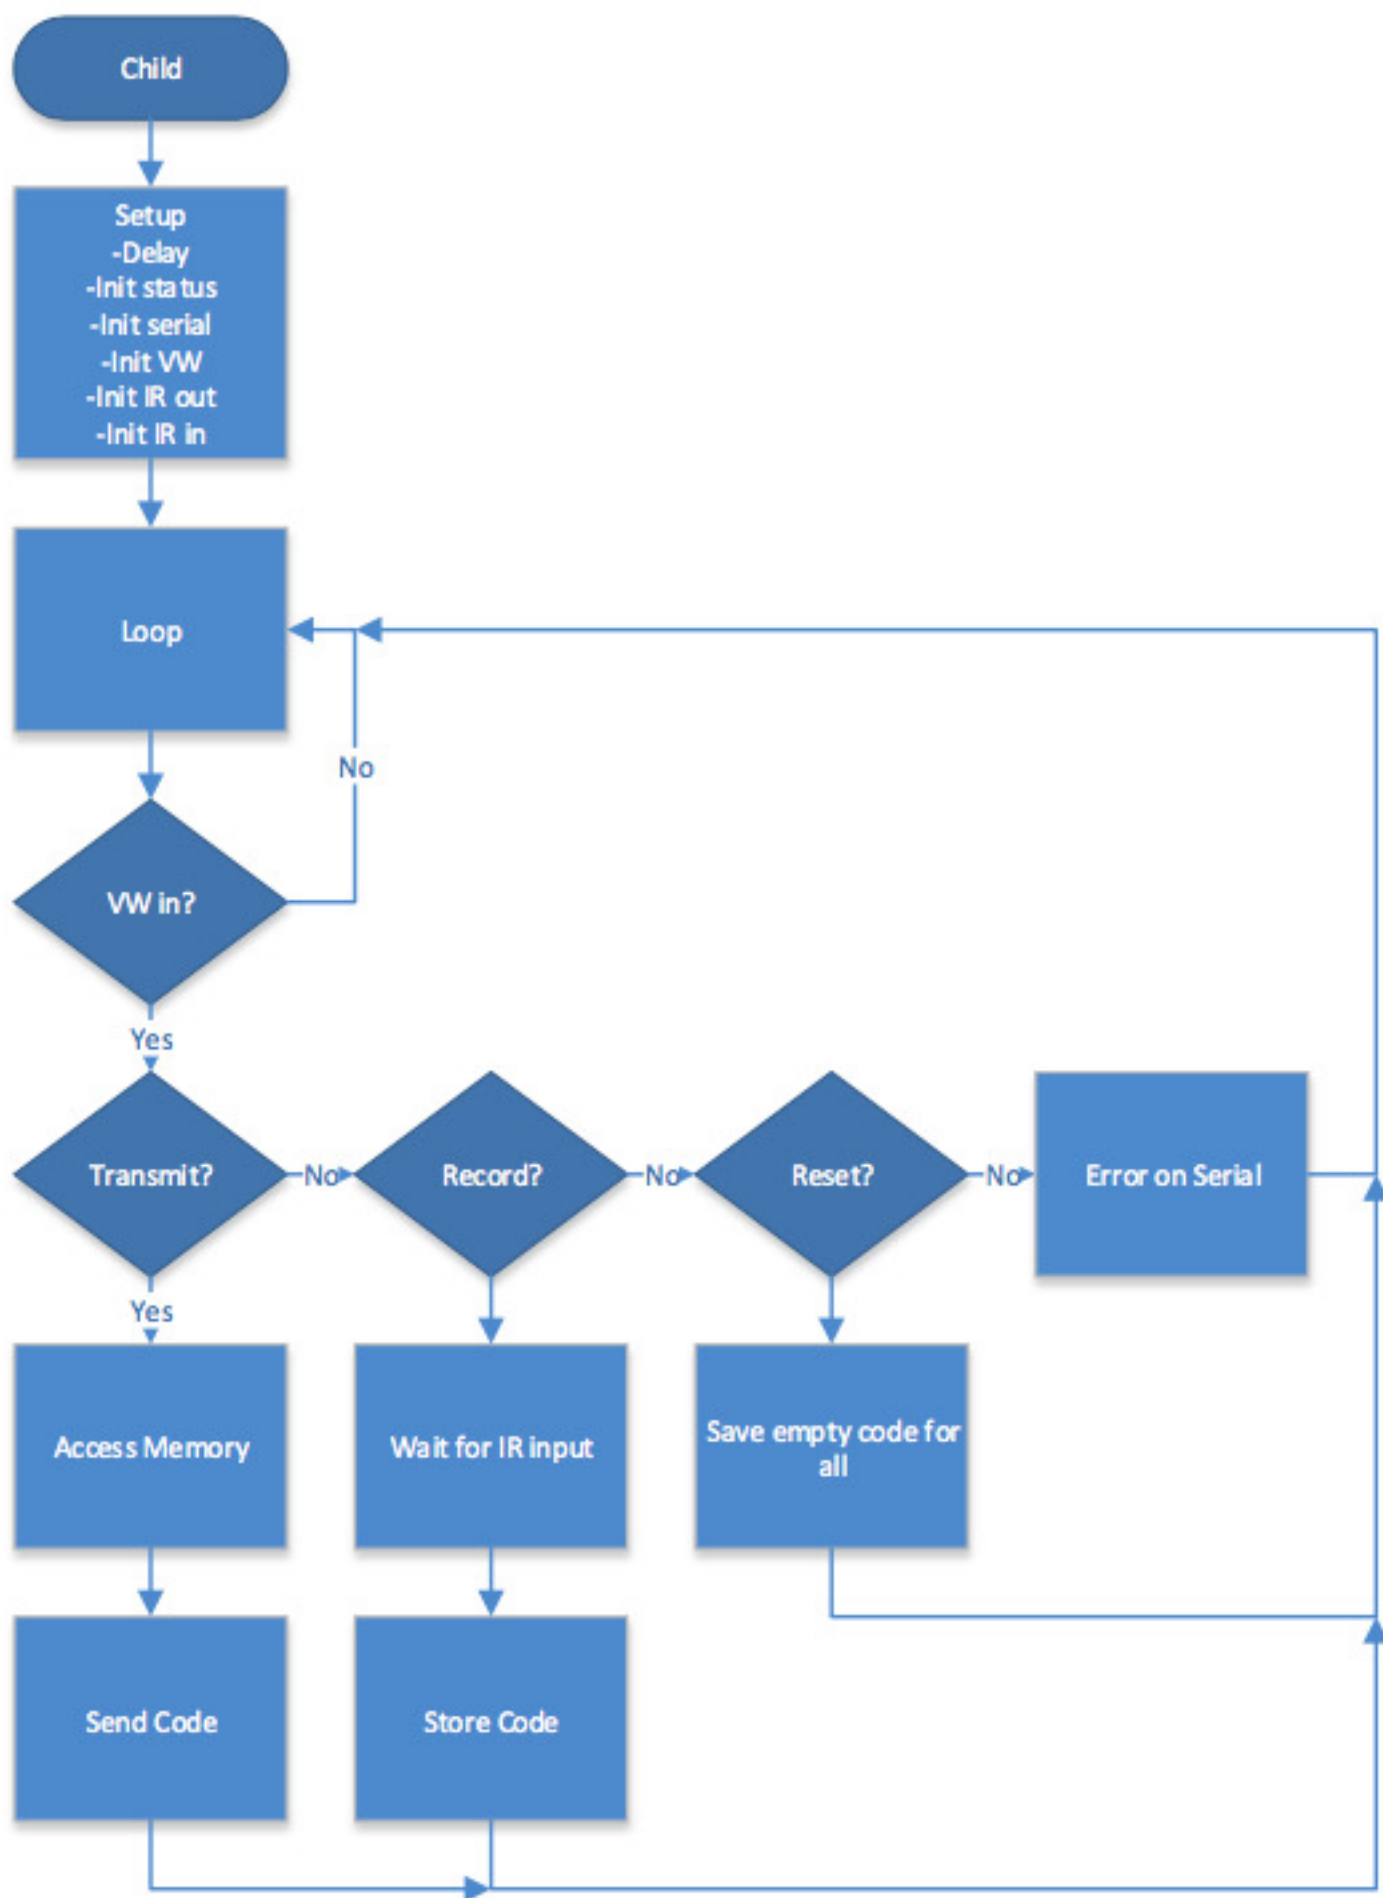 Child
Setup
-Delay
-Init status
-Init serial
-Init VW
-Init IR out
-Init IR in
Loop
No
VW in?
Yes
Transmit?
No
Record?
No
Reset?
No
Error on Serial
Yes
Access Memory
Wait for IR input
Save empty code for
all
Send Code
Store Code